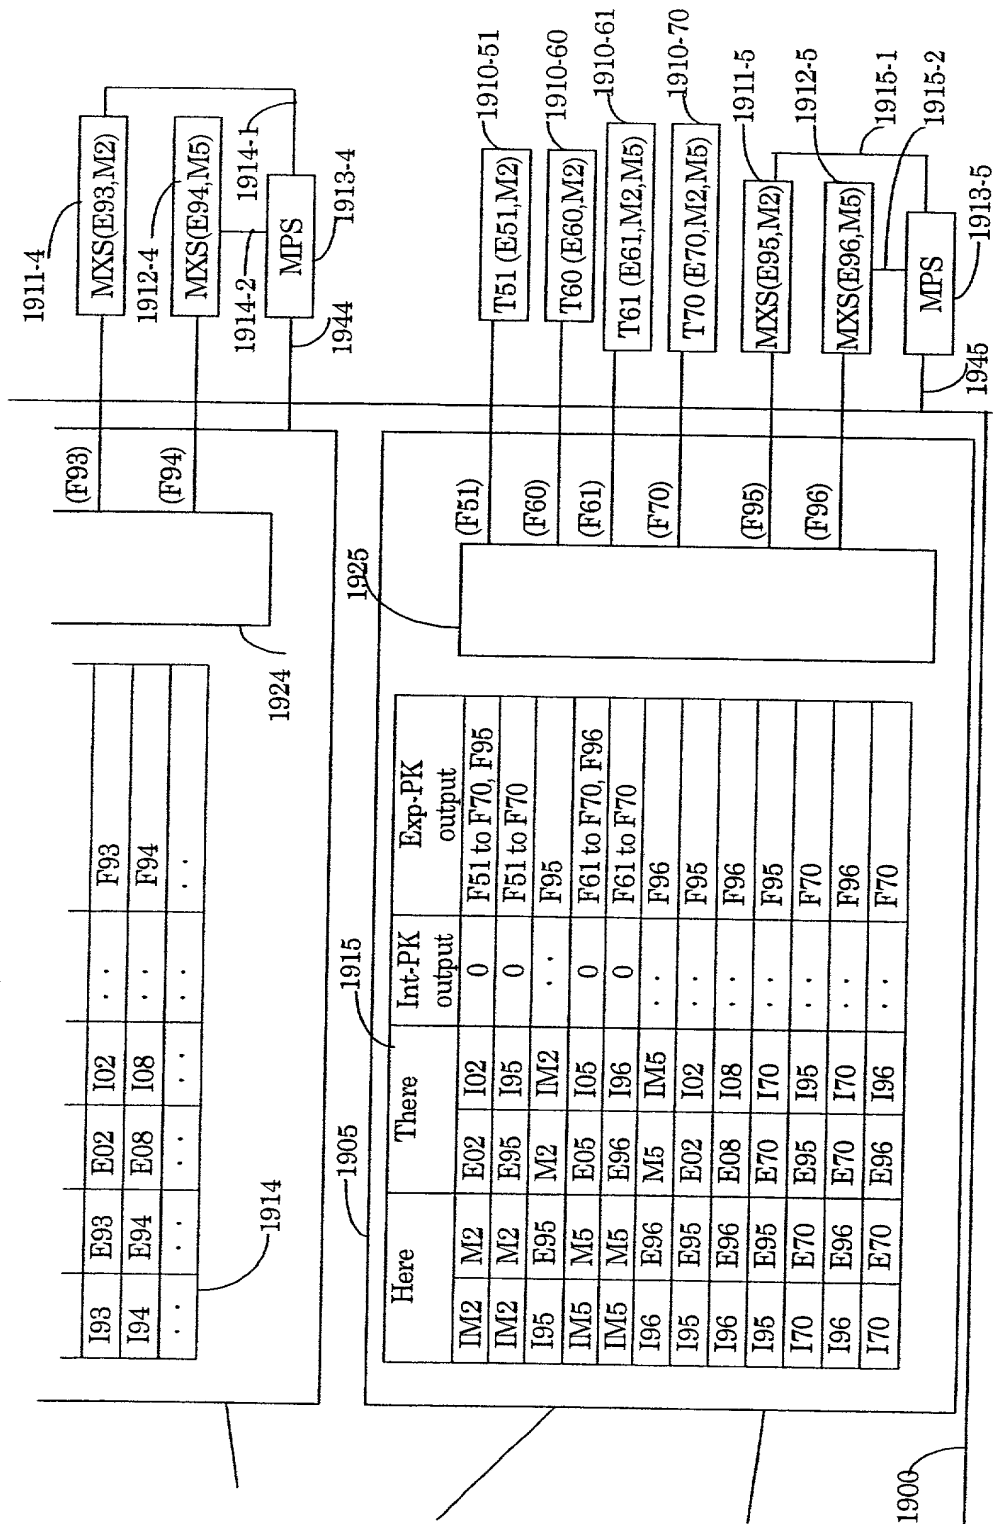 I93 E93 E02 I02 . . F93
I94 E94 E08 I08 . . F94
. . . . . . . . . . . .
1914
1924
(F93)
(F94)
1911-4
MXS(E93,M2)
1912-4
MXS(E94,M5)
1914-2
1914-1
MPS
1944
1913-4
1905
1915
1925
Here There Int-PK output Exp-PK output
IM2 M2 E02 I02 0 F51 to F70, F95
IM2 M2 E95 I95 0 F51 to F70
I95 E95 M2 IM2 . . F95
IM5 M5 E05 I05 0 F61 to F70, F96
IM5 M5 E96 I96 0 F61 to F70
I96 E96 M5 IM5 . . F96
I95 E95 E02 I02 . . F95
I96 E96 E08 I08 . . F96
I95 E95 E70 I70 . . F95
I70 E70 E95 I95 . . F70
I96 E96 E70 I70 . . F96
I70 E70 E96 I96 . . F70
(F51)
(F60)
(F61)
(F70)
(F95)
(F96)
T51 (E51,M2)
1910-51
T60 (E60,M2)
1910-60
T61 (E61,M2,M5)
1910-61
T70 (E70,M2,M5)
1910-70
MXS(E95,M2)
1911-5
MXS(E96,M5)
1912-5
1915-1
1915-2
MPS
1945
1913-5
1900